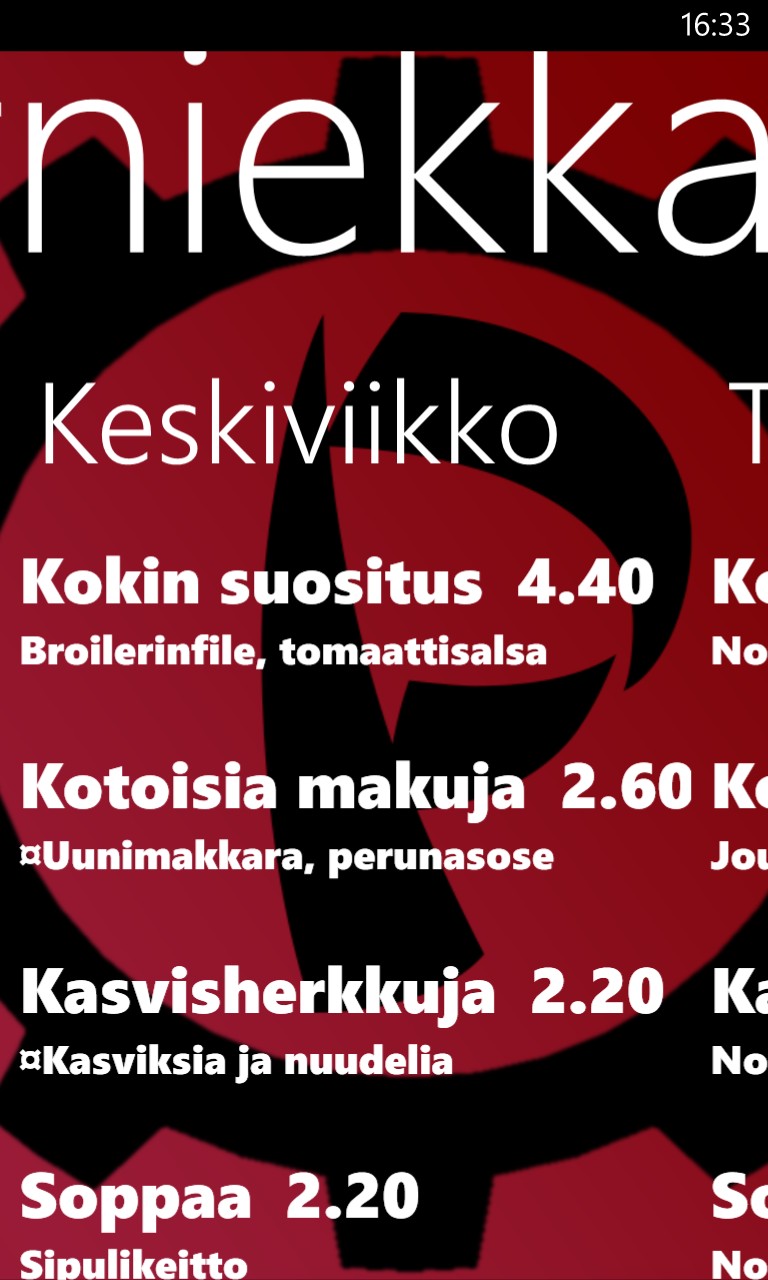 16:33
niekka
Keskiviikko T
Kokin suositus 4.40 Ko
Broilerinfile, tomaattisalsa No
Kotoisia makuja 2.60 Ko
¤Uunimakkara, perunasose Jou
Kasvisherkkuja 2.20 Ka
¤Kasviksia ja nuudelia No
Soppaa 2.20 So
Sipulikeitto No